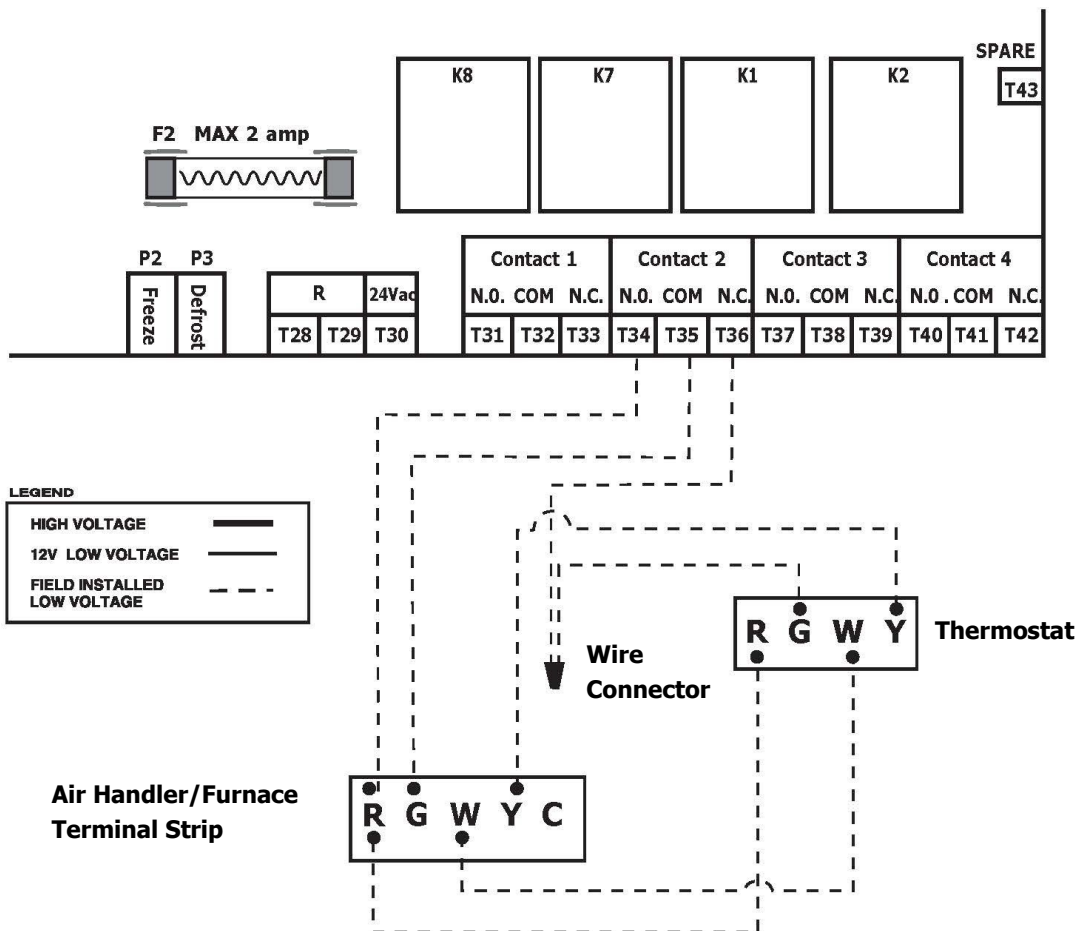 SPARE
K8 K7 K1 K2
T43
F2 MAX 2 amp
P2 P3
Freeze
Defrost
R 24Vac
T28 T29 T30
Contact 1 Contact 2 Contact 3 Contact 4
N.O. COM N.C. N.O. COM N.C. N.O. COM N.C. N.O. COM N.C.
T31 T32 T33 T34 T35 T36 T37 T38 T39 T40 T41 T42
LEGEND
HIGH VOLTAGE
12V LOW VOLTAGE
FIELD INSTALLED
LOW VOLTAGE
R G W Y Thermostat
Wire
Connector
Air Handler/Furnace
Terminal Strip
R G W Y C